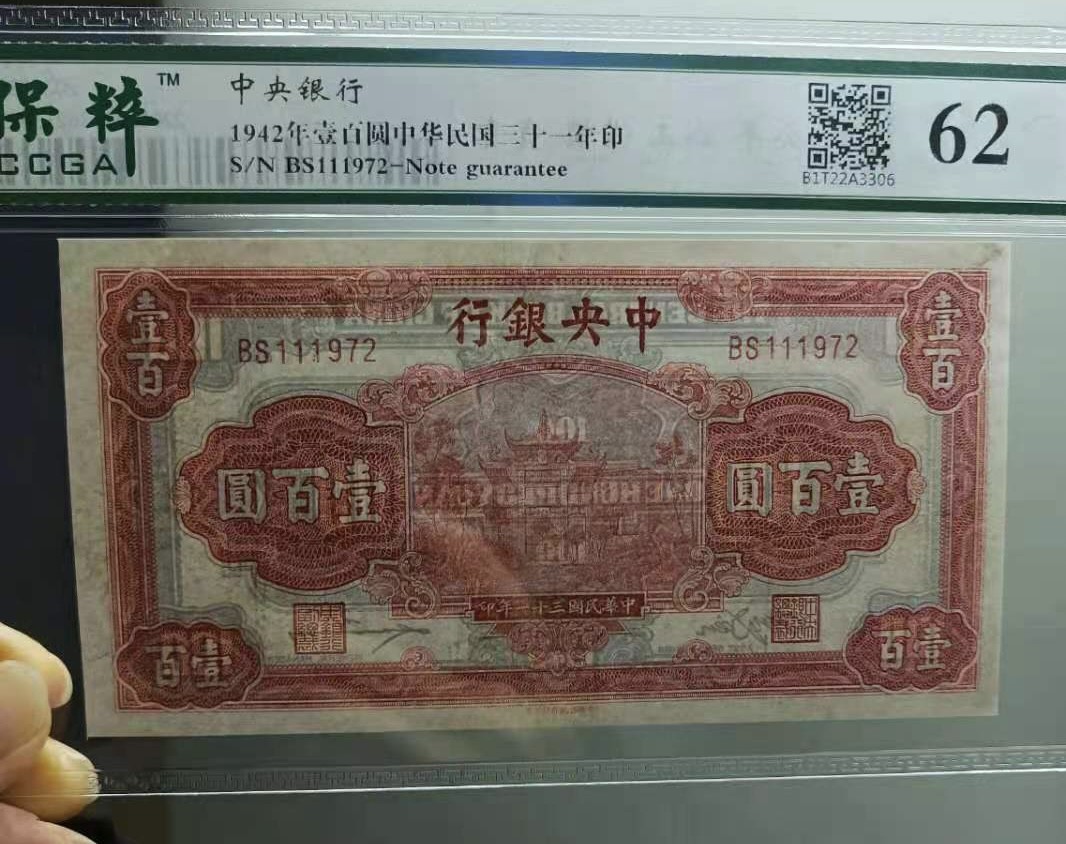 保粹™
CCGA
中央银行
1942年壹百圆中华民国三十一年印
S/N BS111972-Note guarantee
B1T22A3306
62
壹百
行銀央中
壹百
BS111972
BS111972
圓百壹
圓百壹
印年一十三國民華中
百壹
百壹